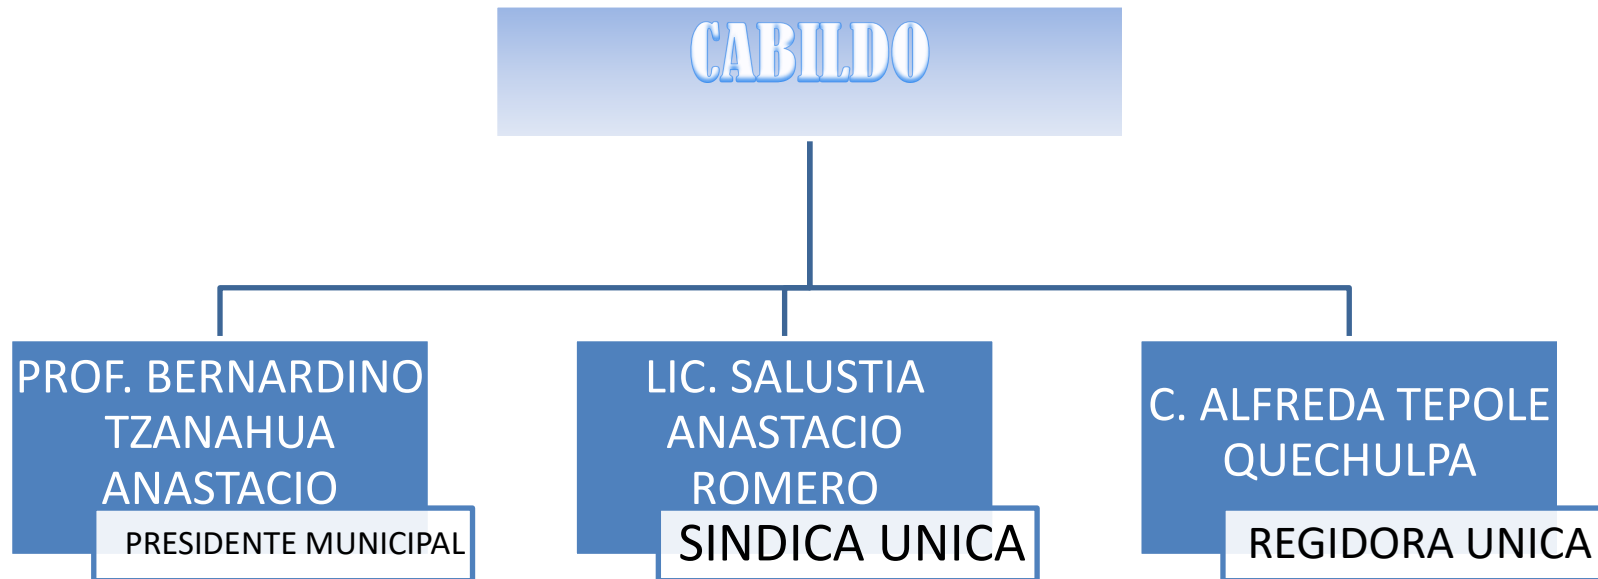 CABILDO
PROF. BERNARDINO
TZANAHUA
ANASTACIO
PRESIDENTE MUNICIPAL
LIC. SALUSTIA
ANASTACIO
ROMERO
SINDICA UNICA
C. ALFREDA TEPOLE
QUECHULPA
REGIDORA UNICA